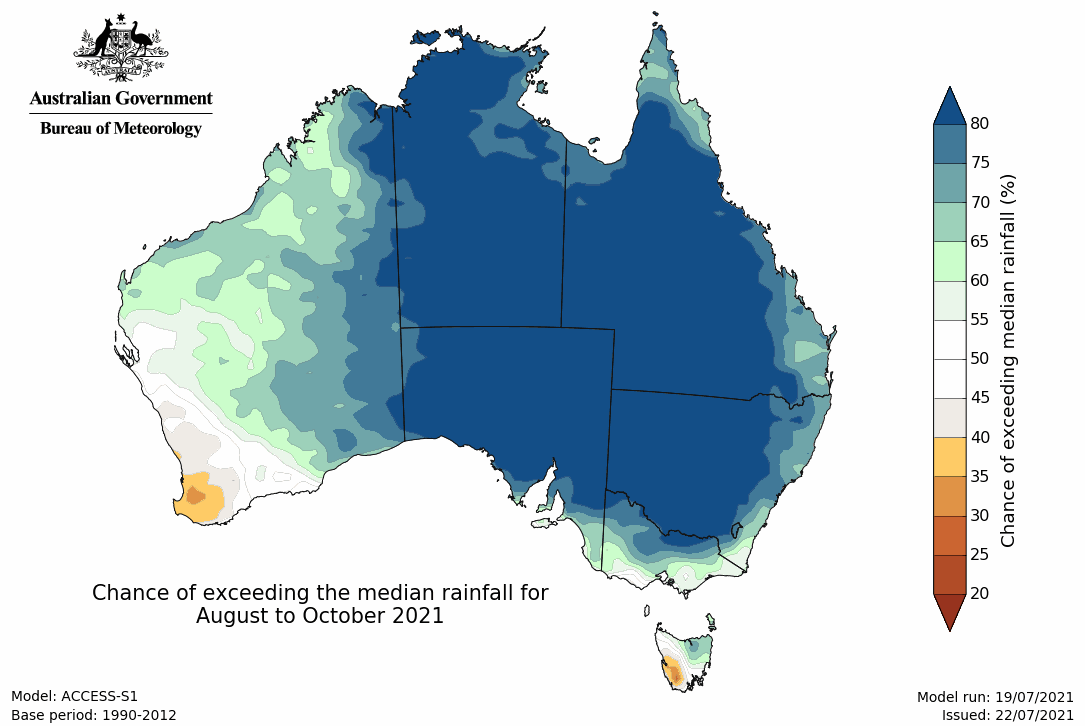 AUSTRALIA
Australian Government
Bureau of Meteorology
80
75
70
65
60
55
50
45
40
35
30
25
20
Chance of exceeding median rainfall (%)
Chance of exceeding the median rainfall for
August to October 2021
Model: ACCESS-S1
Base period: 1990-2012
Model run: 19/07/2021
Issued: 22/07/2021